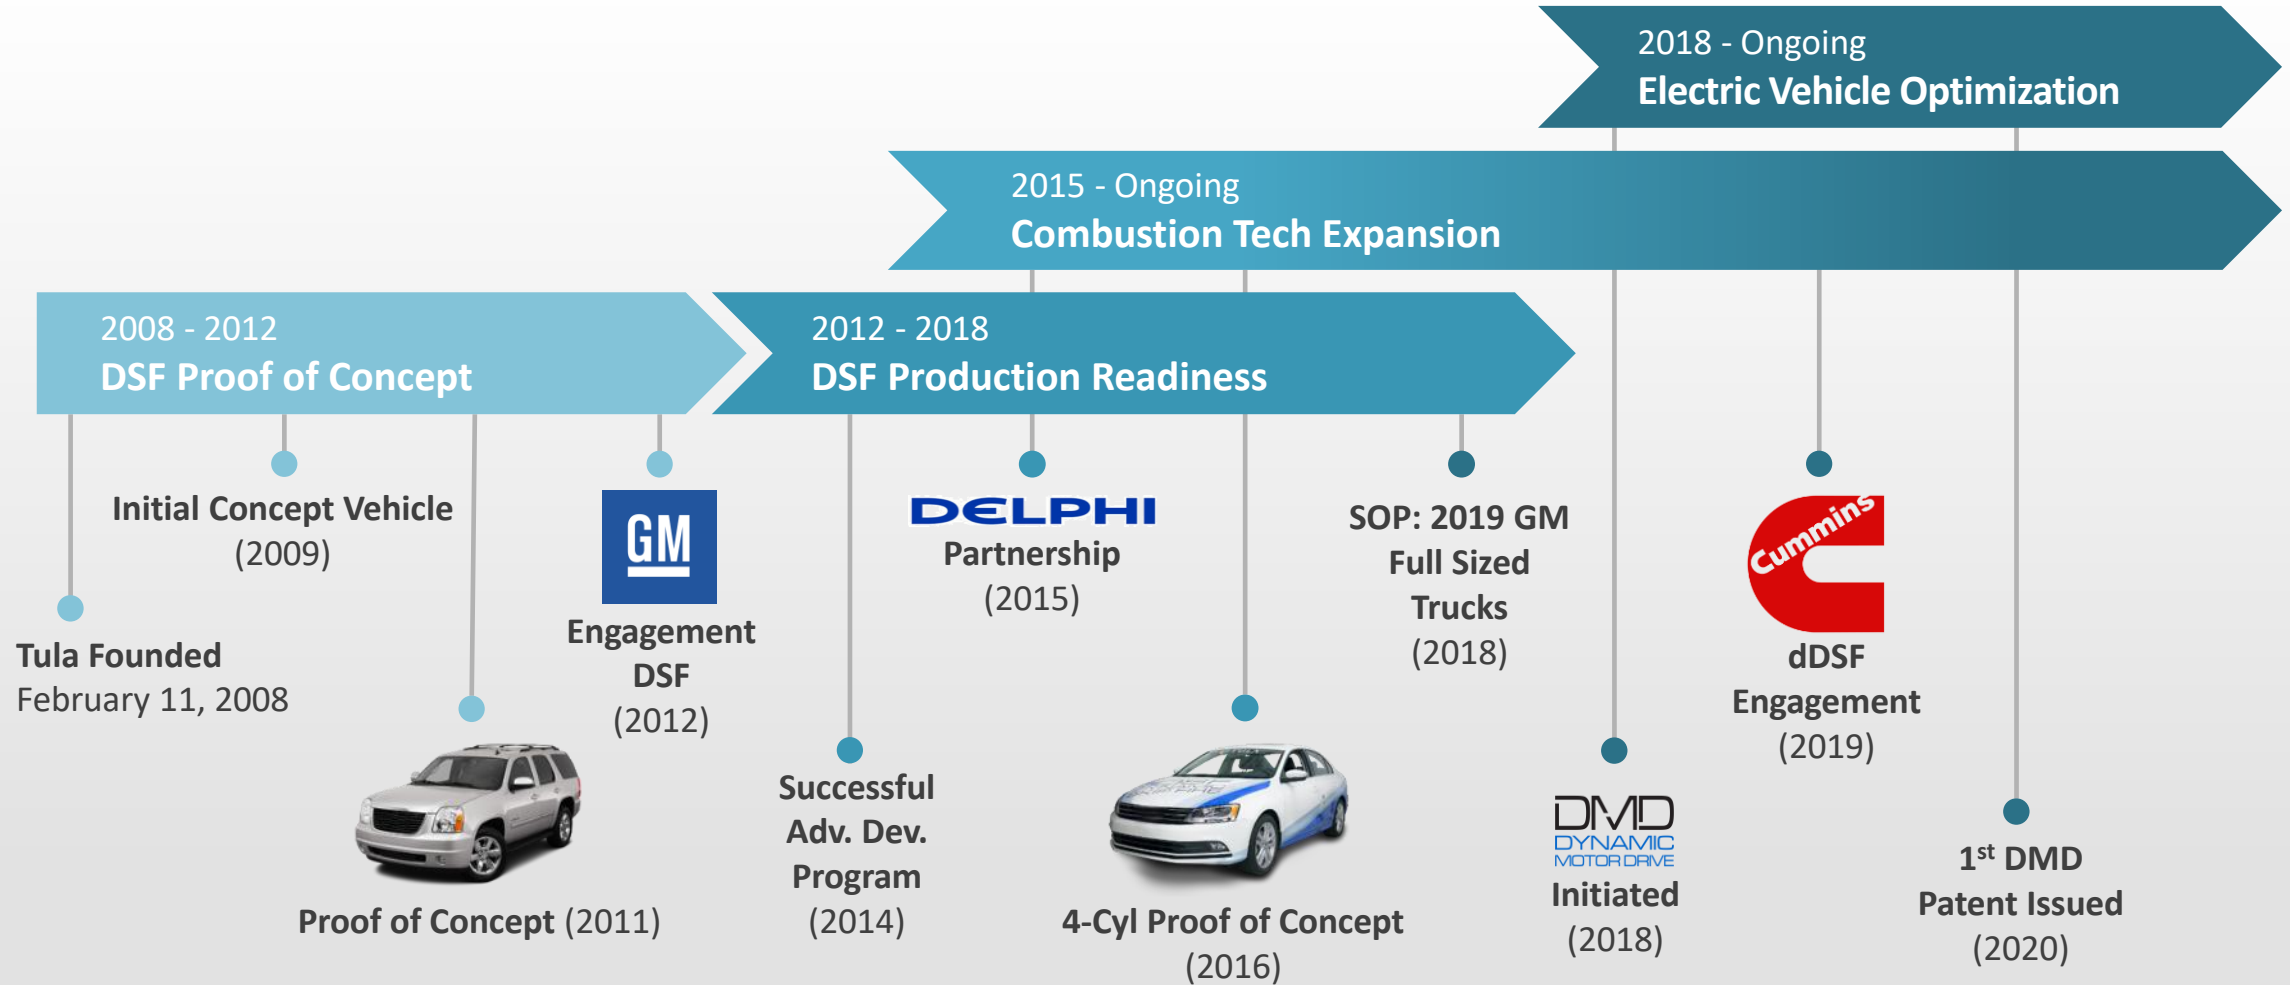 2018 - Ongoing
Electric Vehicle Optimization
2015 - Ongoing
Combustion Tech Expansion
2008 - 2012
DSF Proof of Concept
2012 - 2018
DSF Production Readiness
Tula Founded
February 11, 2008
Initial Concept Vehicle
(2009)
Proof of Concept (2011)
GM
Engagement
DSF
(2012)
Successful
Adv. Dev.
Program
(2014)
DELPHI
Partnership
(2015)
4-Cyl Proof of Concept
(2016)
SOP: 2019 GM
Full Sized
Trucks
(2018)
DMD
DYNAMIC
MOTOR DRIVE
Initiated
(2018)
Cummins
dDSF
Engagement
(2019)
1st DMD
Patent Issued
(2020)